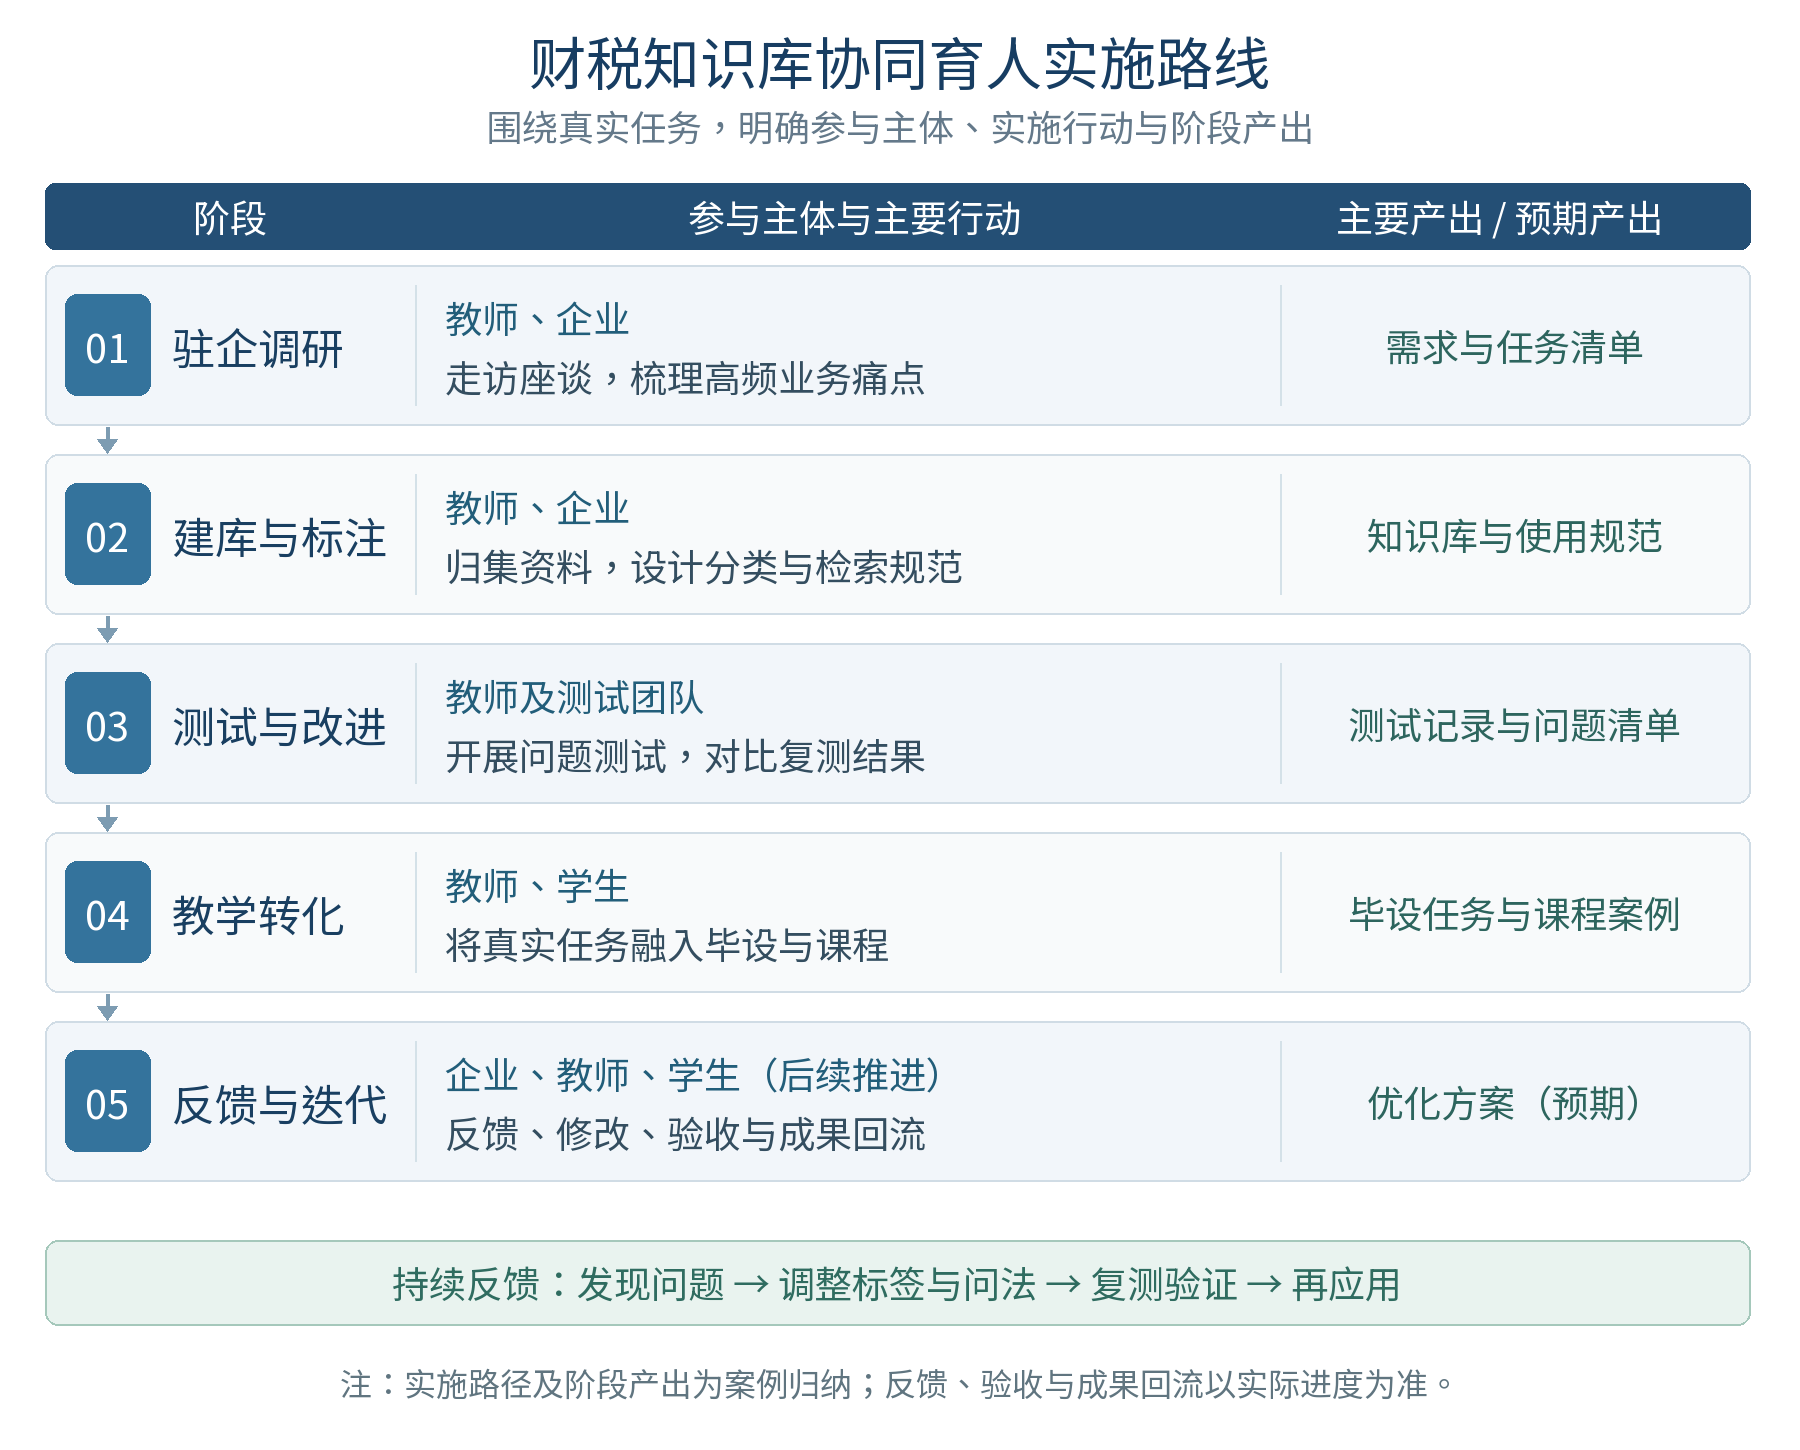 财税知识库协同育人实施路线
围绕真实任务，明确参与主体、实施行动与阶段产出
阶段
参与主体与主要行动
主要产出 / 预期产出
01
驻企调研
教师、企业
走访座谈，梳理高频业务痛点
需求与任务清单
02
建库与标注
教师、企业
归集资料，设计分类与检索规范
知识库与使用规范
03
测试与改进
教师及测试团队
开展问题测试，对比复测结果
测试记录与问题清单
04
教学转化
教师、学生
将真实任务融入毕设与课程
毕设任务与课程案例
05
反馈与迭代
企业、教师、学生（后续推进）
反馈、修改、验收与成果回流
优化方案（预期）
持续反馈：发现问题 → 调整标签与问法 → 复测验证 → 再应用
注：实施路径及阶段产出为案例归纳；反馈、验收与成果回流以实际进度为准。